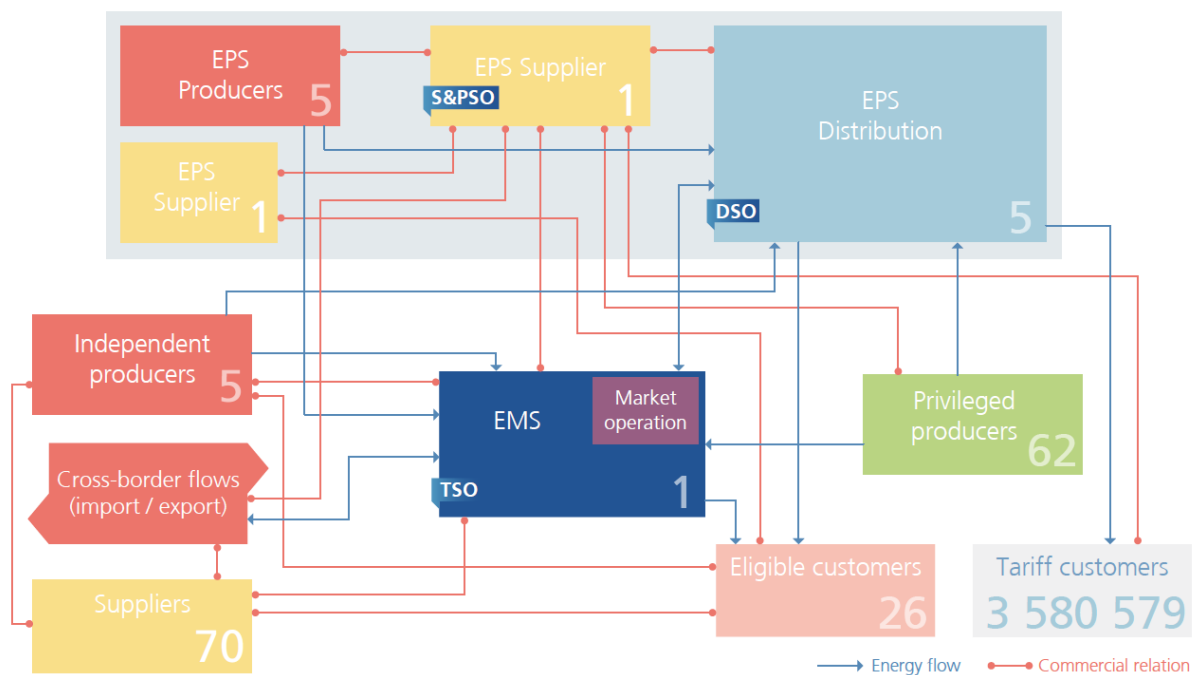 EPS
Producers
5
EPS Supplier
S&PSO
1
EPS
Distribution
DSO
5
EPS
Supplier
1
Independent
producers
5
EMS
Market
operation
TSO
1
Privileged
producers
62
Cross-border flows
(import / export)
Suppliers
70
Eligible customers
26
Tariff customers
3 580 579
Energy flow
Commercial relation